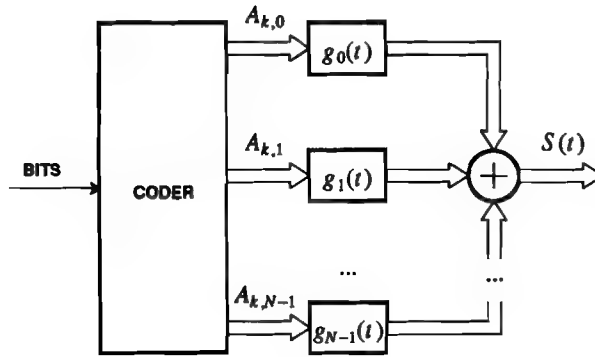 A_{k,0}
g_0(t)
S(t)
A_{k,1}
BITS
CODER
g_1(t)
+
...
...
A_{k,N-1}
g_{N-1}(t)